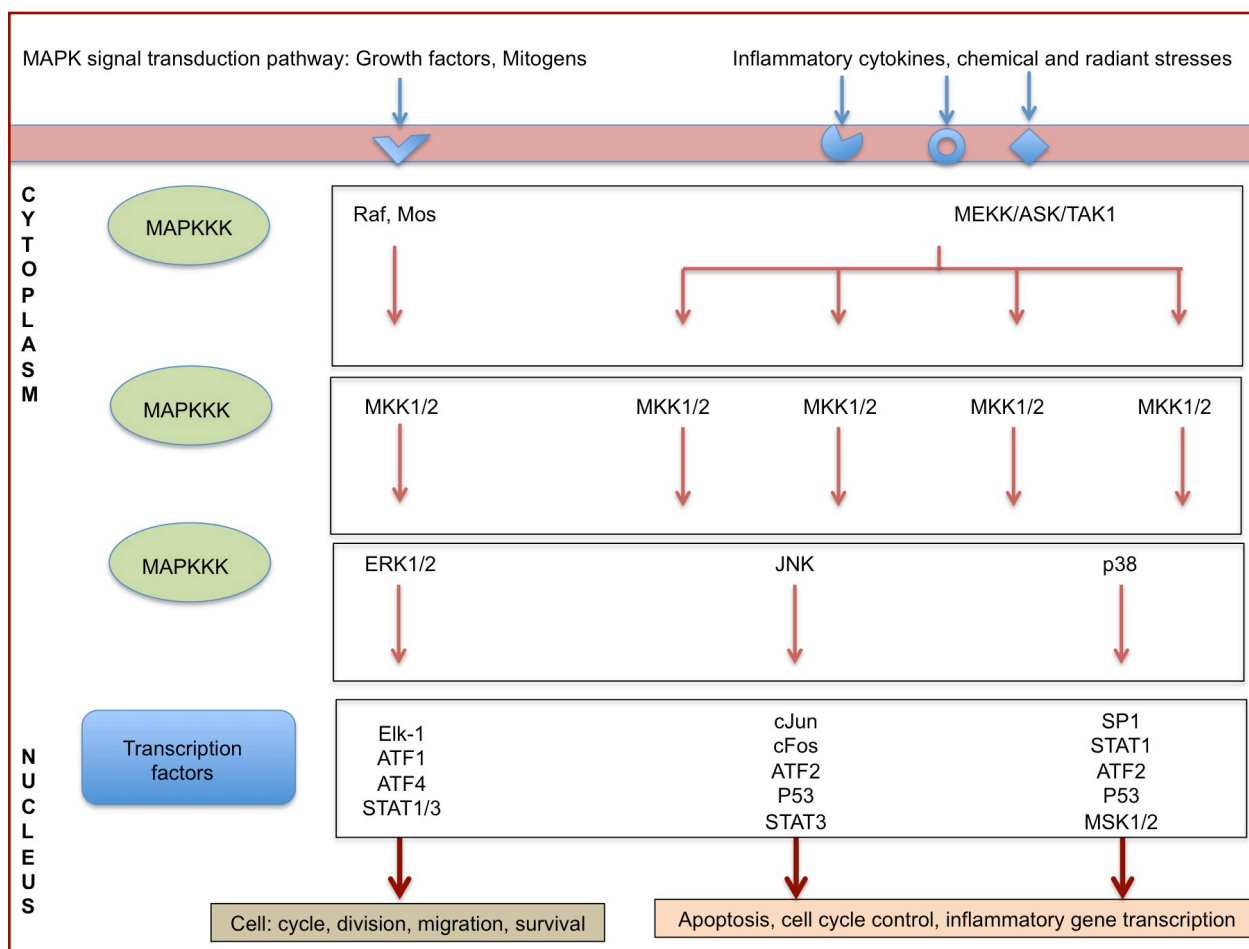 MAPK signal transduction pathway: Growth factors, Mitogens
Inflammatory cytokines, chemical and radiant stresses
CYTOPLASM
MAPKKK
Raf, Mos
MEKK/ASK/TAK1
MAPKKK
MKK1/2
MKK1/2
MKK1/2
MKK1/2
MKK1/2
MAPKKK
ERK1/2
JNK
p38
NUCLEUS
Transcription
factors
Elk-1
ATF1
ATF4
STAT1/3
cJun
cFos
ATF2
P53
STAT3
SP1
STAT1
ATF2
P53
MSK1/2
Cell: cycle, division, migration, survival
Apoptosis, cell cycle control, inflammatory gene transcription